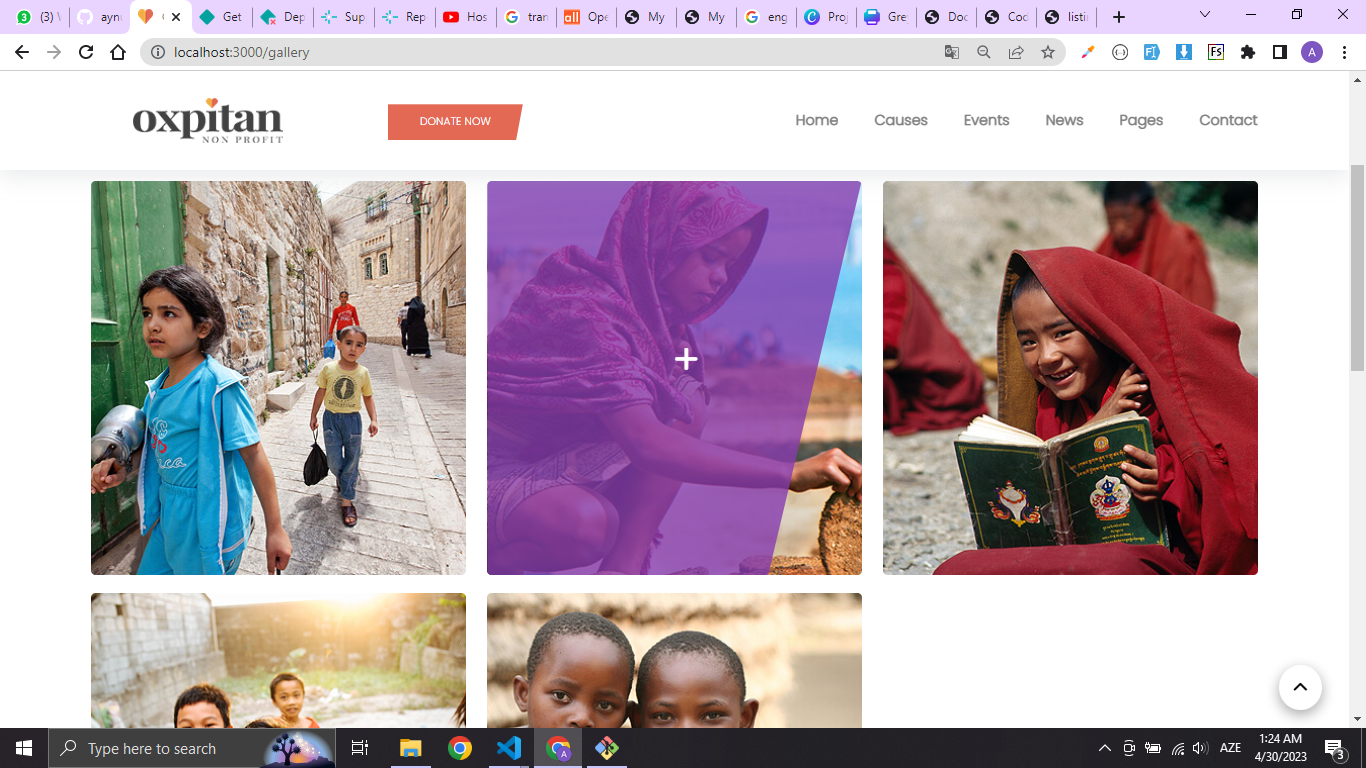 (3) \
ayn
Get
Dep
Sup
Rep
Hos
tran
Ope
My
My
eng
Proj
Gre
Doc
Cod
listi
localhost:3000/gallery
A
oxpitan
NON PROFIT
DONATE NOW
Home
Causes
Events
News
Pages
Contact
Type here to search
AZE
1:24 AM
4/30/2023
3